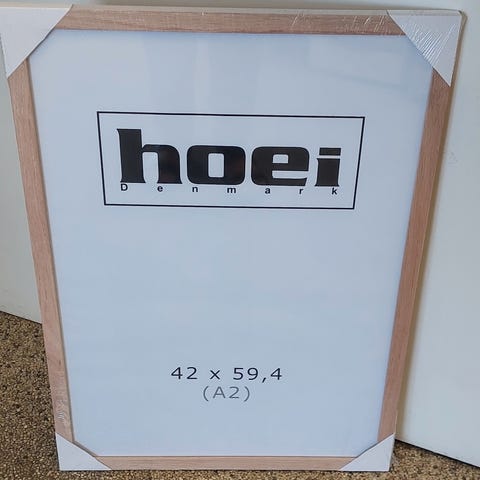 hoei
Denmark
42 x 59,4
(A2)